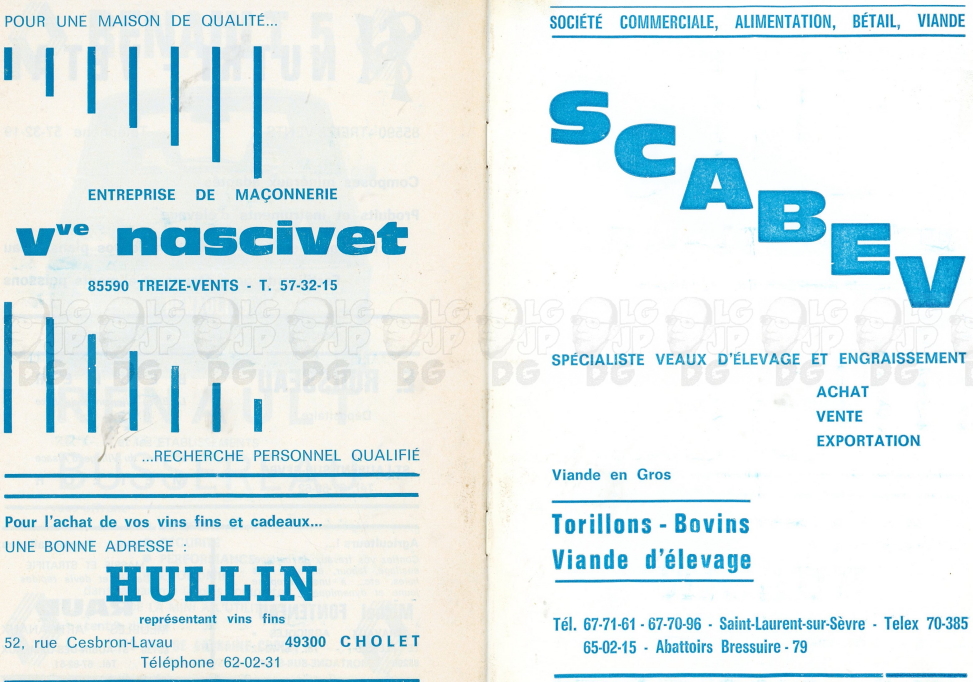 POUR UNE MAISON DE QUALITÉ...
ENTREPRISE DE MAÇONNERIE
Vve nascivet
85590 TREIZE-VENTS - T. 57-32-15
...RECHERCHE PERSONNEL QUALIFIÉ
Pour l'achat de vos vins fins et cadeaux...
UNE BONNE ADRESSE :
HULLIN
représentant vins fins
52, rue Cesbron-Lavau 49300 CHOLET
Téléphone 62-02-31
SOCIÉTÉ COMMERCIALE, ALIMENTATION, BÉTAIL, VIANDE
SCABEV
SPÉCIALISTE VEAUX D'ÉLEVAGE ET ENGRAISSEMENT
ACHAT
VENTE
EXPORTATION
Viande en Gros
Torillons - Bovins
Viande d'élevage
Tél. 67-71-61 - 67-70-96 - Saint-Laurent-sur-Sèvre - Telex 70-385
65-02-15 - Abattoirs Bressuire - 79